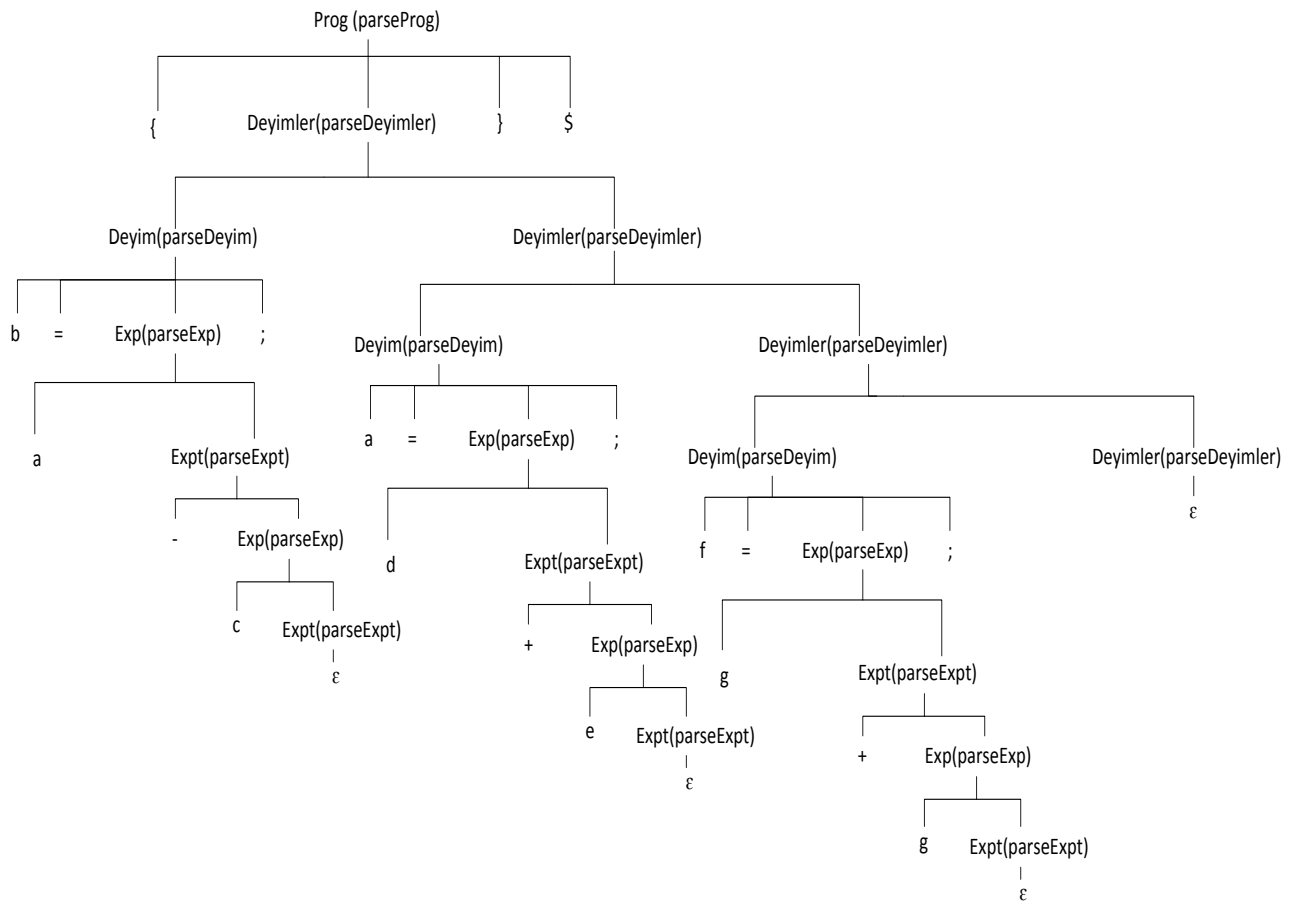 Prog (parseProg)
{ Deyimler(parseDeyimler) } $
Deyim(parseDeyim) Deyimler(parseDeyimler)
b = Exp(parseExp) ; Deyim(parseDeyim) Deyimler(parseDeyimler)
a Expt(parseExpt) a = Exp(parseExp) ; Deyim(parseDeyim) Deyimler(parseDeyimler)
ε
- Exp(parseExp) d Expt(parseExpt) f = Exp(parseExp) ;
c Expt(parseExpt) + Exp(parseExp) g Expt(parseExpt)
ε
e Expt(parseExpt) + Exp(parseExp)
ε
g Expt(parseExpt)
ε